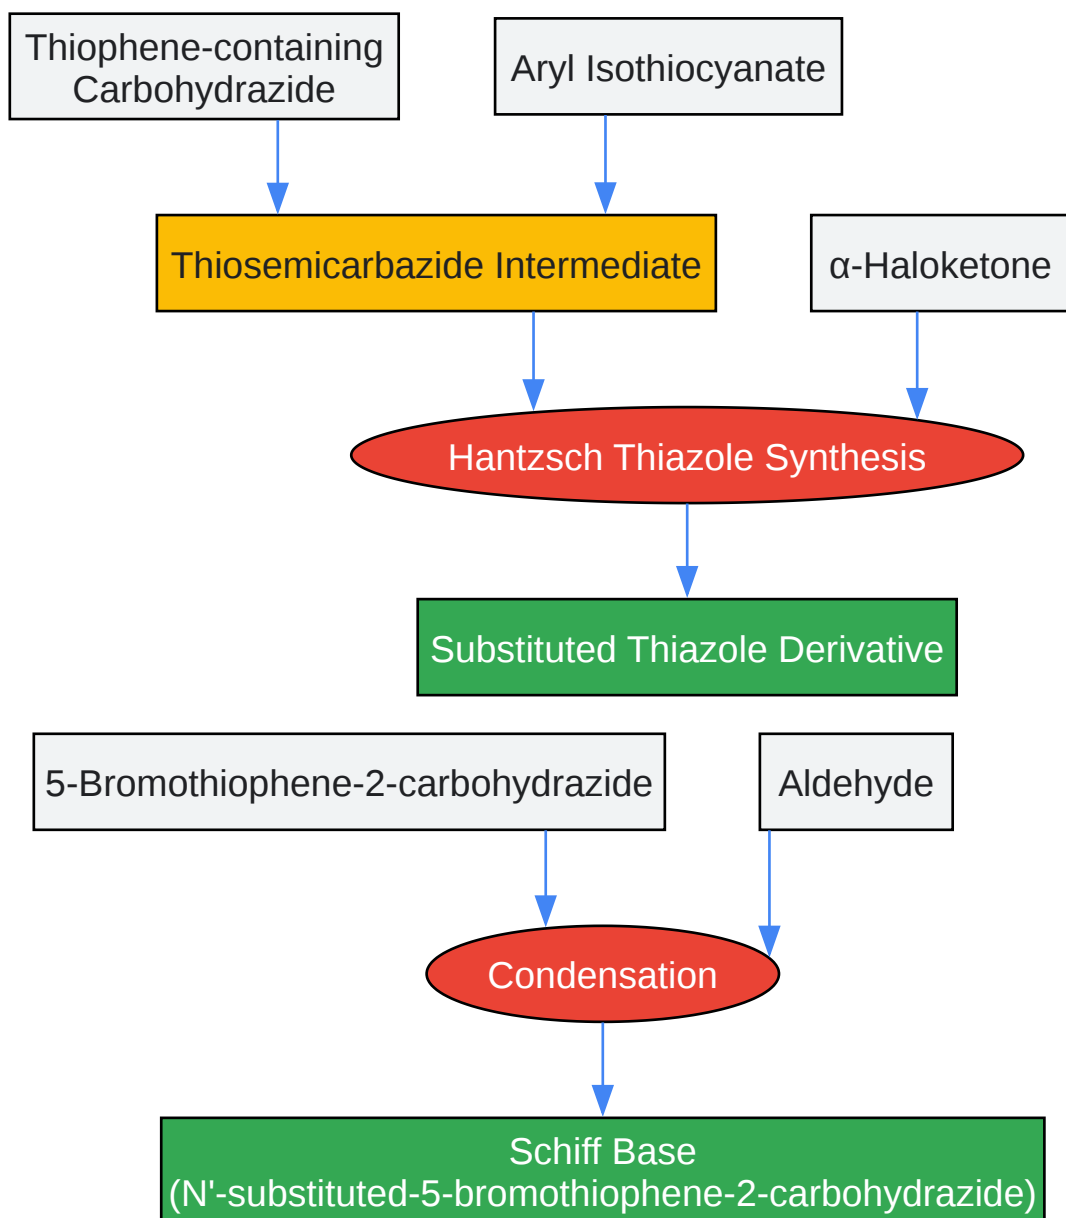 Thiophene-containing
Carbohydrazide
Aryl Isothiocyanate
Thiosemicarbazide Intermediate
α-Haloketone
Hantzsch Thiazole Synthesis
Substituted Thiazole Derivative
5-Bromothiophene-2-carbohydrazide
Aldehyde
Condensation
Schiff Base
(N'-substituted-5-bromothiophene-2-carbohydrazide)